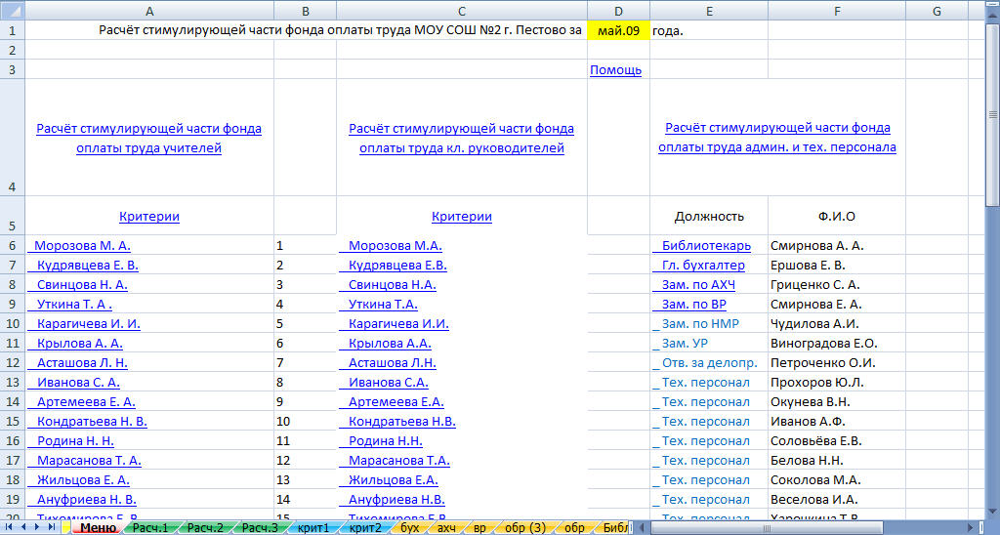 A B C D E F G
1 Расчёт стимулирующей части фонда оплаты труда МОУ СОШ №2 г. Пестово за май.09 года.
2
3 Помощь
Расчёт стимулирующей части фонда Расчёт стимулирующей части фонда Расчёт стимулирующей части фонда
оплаты труда учителей оплаты труда кл. руководителей оплаты труда админ. и тех. персонала
4
5 Критерии Критерии Должность Ф.И.О
6 Морозова М. А. 1 Морозова М.А. Библиотекарь Смирнова А. А.
7 Кудрявцева Е. В. 2 Кудрявцева Е.В. Гл. бухгалтер Ершова Е. В.
8 Свинцова Н. А. 3 Свинцова Н.А. Зам. по АХЧ Гриценко С. А.
9 Уткина Т. А . 4 Уткина Т.А. Зам. по ВР Смирнова Е. А.
10 Карагичева И. И. 5 Карагичева И.И. Зам. по НМР Чудилова А.И.
11 Крылова А. А. 6 Крылова А.А. Зам. УР Виноградова Е.О.
12 Асташова Л. Н. 7 Асташова Л.Н. Отв. за делопр. Петроченко О.И.
13 Иванова С. А. 8 Иванова С.А. Тех. персонал Прохоров Ю.Л.
14 Артемеева Е. А. 9 Артемеева Е.А. Тех. персонал Окунева В.Н.
15 Кондратьева Н. В. 10 Кондратьева Н.В. Тех. персонал Иванов А.Ф.
16 Родина Н. Н. 11 Родина Н.Н. Тех. персонал Соловьёва Е.В.
17 Марасанова Т. А. 12 Марасанова Т.А. Тех. персонал Белова Н.Н.
18 Жильцова Е. А. 13 Жильцова Е.А. Тех. персонал Соколова М.А.
19 Ануфриева Н. В. 14 Ануфриева Н.В. Тех. персонал Веселова И.А.
20 Тихомирова Е. В. 15 Тихомирова Е.В. Тех. персонал
Меню Расч.1 Расч.2 Расч.3 крит1 крит2 бух ахч вр обр (3) обр Библ